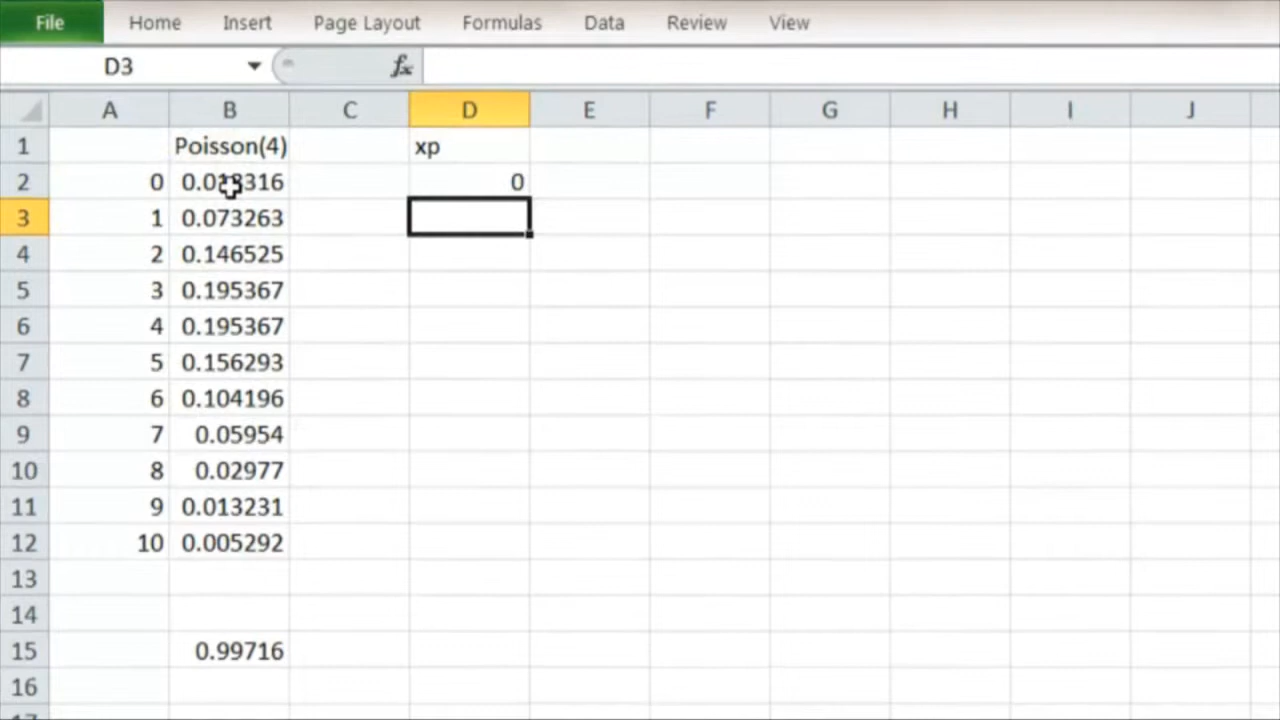 File Home Insert Page Layout Formulas Data Review View
D3 fx
A B C D E F G H I J
1 Poisson(4) xp
2 0 0
3 1 0.073263
4 2 0.146525
5 3 0.195367
6 4 0.195367
7 5 0.156293
8 6 0.104196
9 7 0.05954
10 8 0.02977
11 9 0.013231
12 10 0.005292
13
14
15 0.99716
16